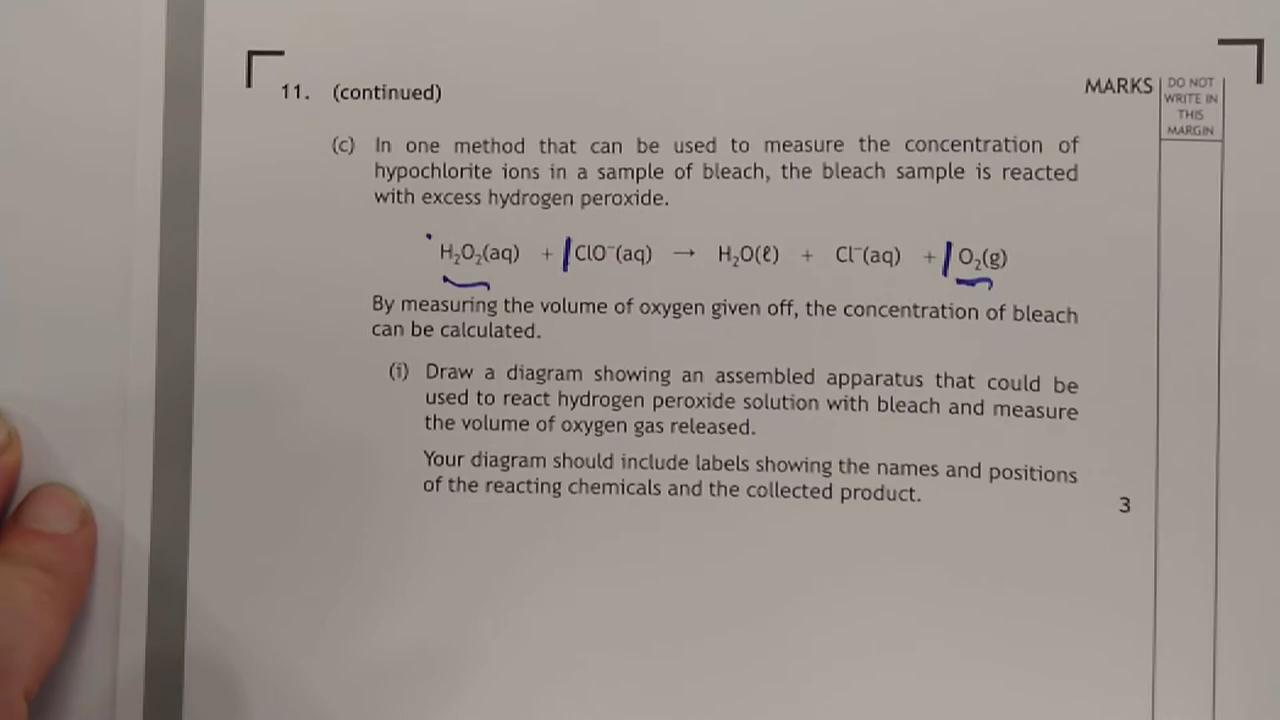 11. (continued)
MARKS
DO NOT
WRITE IN
THIS
MARGIN
(c) In one method that can be used to measure the concentration of
hypochlorite ions in a sample of bleach, the bleach sample is reacted
with excess hydrogen peroxide.
H₂O₂(aq) + |ClO⁻(aq) → H₂O(ℓ) + Cl⁻(aq) + |O₂(g)
By measuring the volume of oxygen given off, the concentration of bleach
can be calculated.
(i) Draw a diagram showing an assembled apparatus that could be
used to react hydrogen peroxide solution with bleach and measure
the volume of oxygen gas released.
Your diagram should include labels showing the names and positions
of the reacting chemicals and the collected product.
3